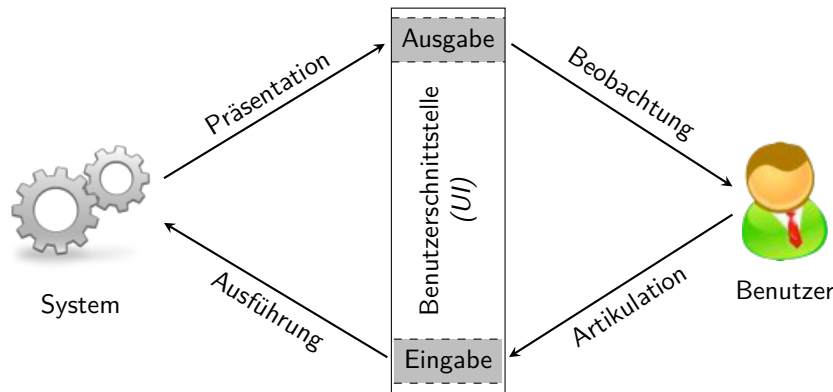 Ausgabe
Präsentation
Beobachtung
Benutzerschnittstelle
(UI)
System
Benutzer
Ausführung
Artikulation
Eingabe